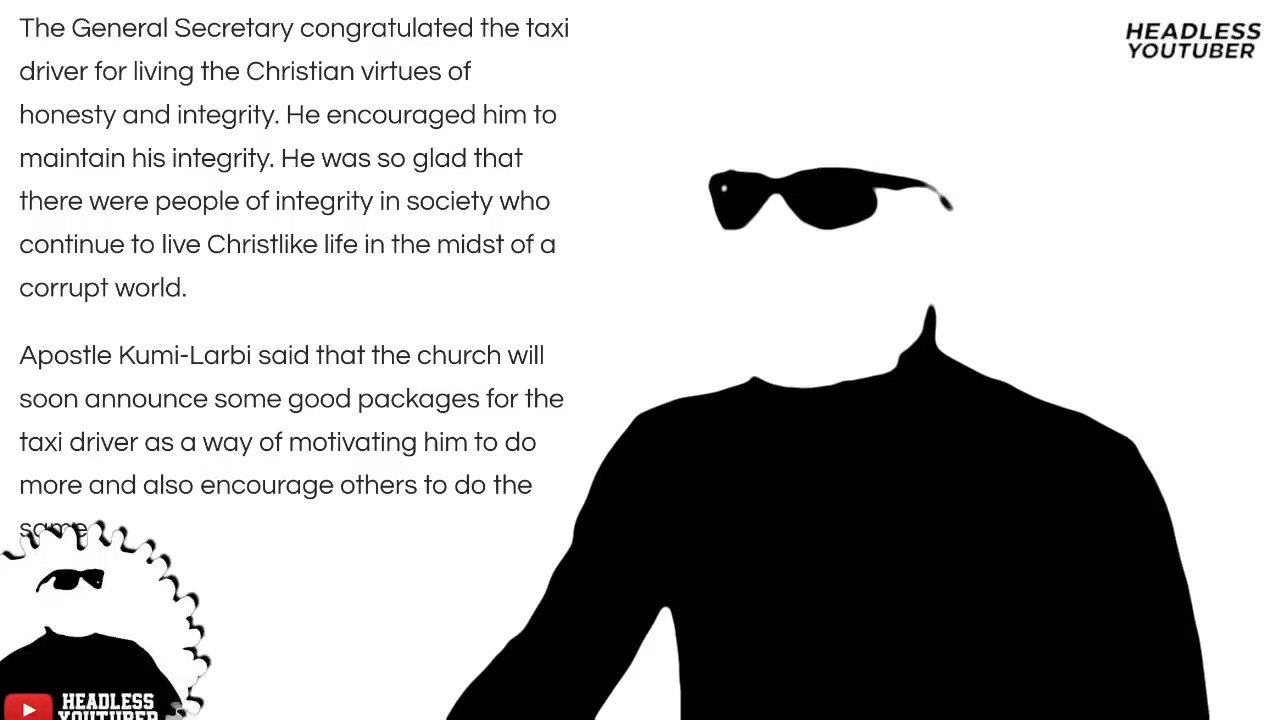 The General Secretary congratulated the taxi
driver for living the Christian virtues of
honesty and integrity. He encouraged him to
maintain his integrity. He was so glad that
there were people of integrity in society who
continue to live Christlike life in the midst of a
corrupt world.
Apostle Kumi-Larbi said that the church will
soon announce some good packages for the
taxi driver as a way of motivating him to do
more and also encourage others to do the
same
HEADLESS
YOUTUBER
HEADLESS
YOUTUBER